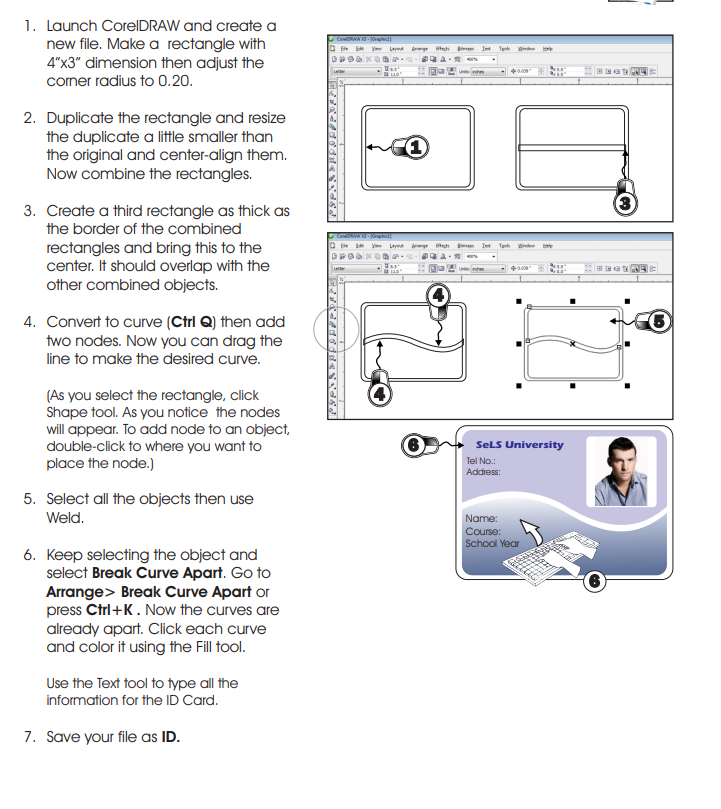 1. Launch CorelDRAW and create a
new file. Make a rectangle with
4"x3" dimension then adjust the
corner radius to 0.20.
2. Duplicate the rectangle and resize
the duplicate a little smaller than
the original and center-align them.
Now combine the rectangles.
3. Create a third rectangle as thick as
the border of the combined
rectangles and bring this to the
center. It should overlap with the
other combined objects.
4. Convert to curve (Ctrl Q) then add
two nodes. Now you can drag the
line to make the desired curve.
(As you select the rectangle, click
Shape tool. As you notice the nodes
will appear. To add node to an object,
double-click to where you want to
place the node.)
5. Select all the objects then use
Weld.
6. Keep selecting the object and
select Break Curve Apart. Go to
Arrange> Break Curve Apart or
press Ctrl+K . Now the curves are
already apart. Click each curve
and color it using the Fill tool.
Use the Text tool to type all the
information for the ID Card.
7. Save your file as ID.
CorelDRAW X3 - [Graphic1]
File Edit View Layout Arrange Effects Bitmaps Text Tools Window Help
400%
Letter
Units: inches
1
3
CorelDRAW X3 - [Graphic1]
File Edit View Layout Arrange Effects Bitmaps Text Tools Window Help
400%
Letter
Units: inches
4
5
4
6
SeLS University
Tel No.:
Address:
Name:
Course:
School Year
6